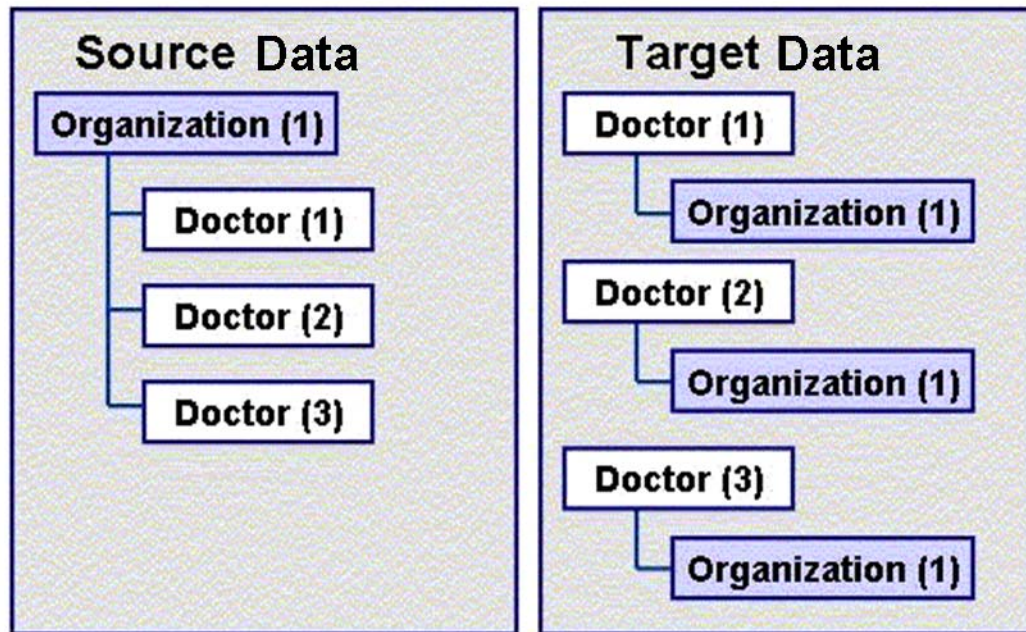 Source Data
Organization (1)
Doctor (1)
Doctor (2)
Doctor (3)
Target Data
Doctor (1)
Organization (1)
Doctor (2)
Organization (1)
Doctor (3)
Organization (1)